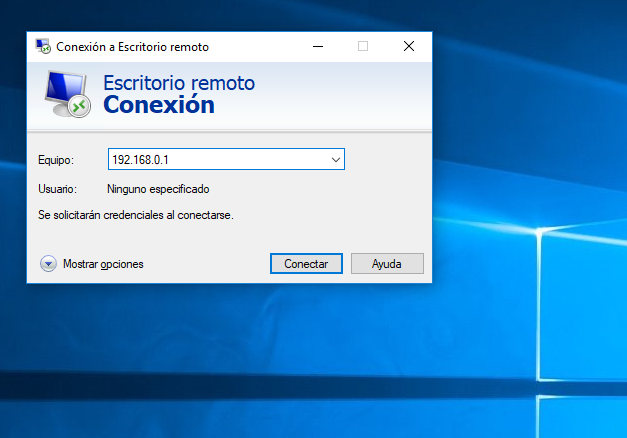 Conexión a Escritorio remoto
Escritorio remoto
Conexión
Equipo: 192.168.0.1
Usuario: Ninguno especificado
Se solicitarán credenciales al conectarse.
Mostrar opciones Conectar Ayuda